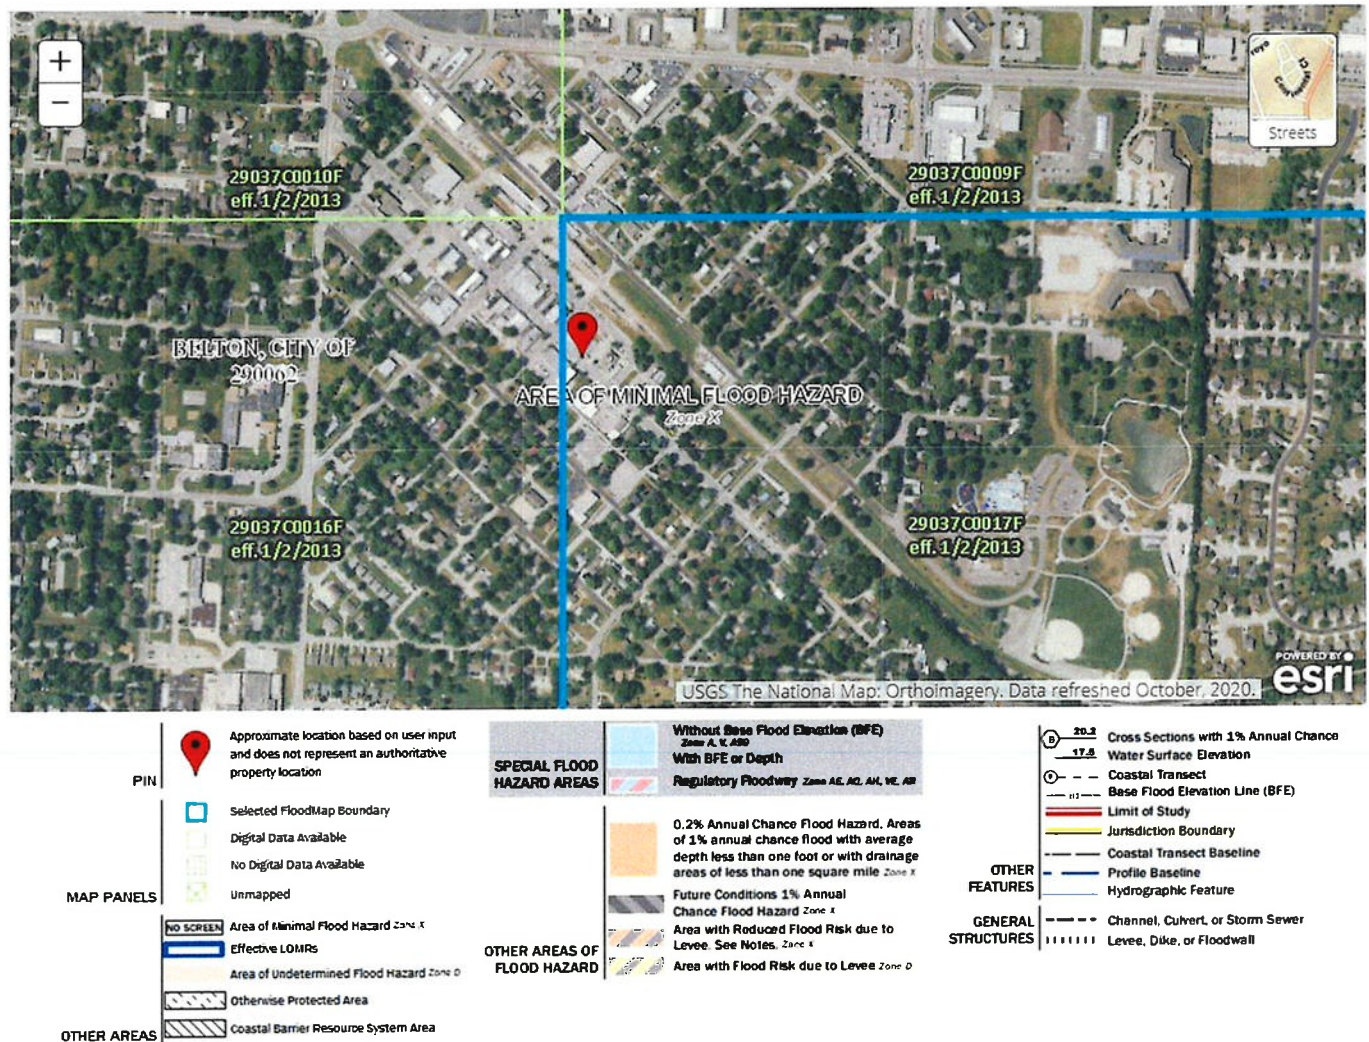 +
−
Streets
29037C0010F
eff. 1/2/2013
29037C0009F
eff. 1/2/2013
BELTON, CITY OF
290062
AREA OF MINIMAL FLOOD HAZARD
Zone X
29037C0016F
eff. 1/2/2013
29037C0017F
eff. 1/2/2013
POWERED BY
esri
USGS The National Map: Orthoimagery. Data refreshed October, 2020.
PIN
Approximate location based on user input
and does not represent an authoritative
property location
MAP PANELS
Selected FloodMap Boundary
Digital Data Available
No Digital Data Available
Unmapped
OTHER AREAS
NO SCREEN Area of Minimal Flood Hazard Zone X
Effective LOMRs
Area of Undetermined Flood Hazard Zone D
Otherwise Protected Area
Coastal Barrier Resource System Area
SPECIAL FLOOD
HAZARD AREAS
Without Base Flood Elevation (BFE)
Zone A, V, A99
With BFE or Depth
Regulatory Floodway Zone AE, AO, AH, VE, AR
OTHER AREAS OF
FLOOD HAZARD
0.2% Annual Chance Flood Hazard, Areas
of 1% annual chance flood with average
depth less than one foot or with drainage
areas of less than one square mile Zone X
Future Conditions 1% Annual
Chance Flood Hazard Zone X
Area with Reduced Flood Risk due to
Levee. See Notes. Zone X
Area with Flood Risk due to Levee Zone D
OTHER
FEATURES
B 20.2 Cross Sections with 1% Annual Chance
17.5 Water Surface Elevation
Coastal Transect
Base Flood Elevation Line (BFE)
Limit of Study
Jurisdiction Boundary
Coastal Transect Baseline
Profile Baseline
Hydrographic Feature
GENERAL
STRUCTURES
Channel, Culvert, or Storm Sewer
Levee, Dike, or Floodwall